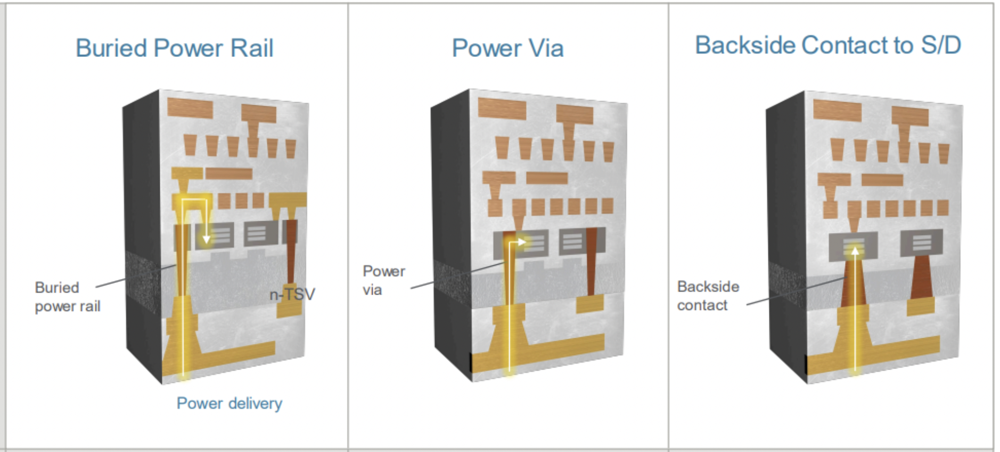 Buried Power Rail
Power Via
Backside Contact to S/D
Buried
power rail
n-TSV
Power delivery
Power
via
Backside
contact